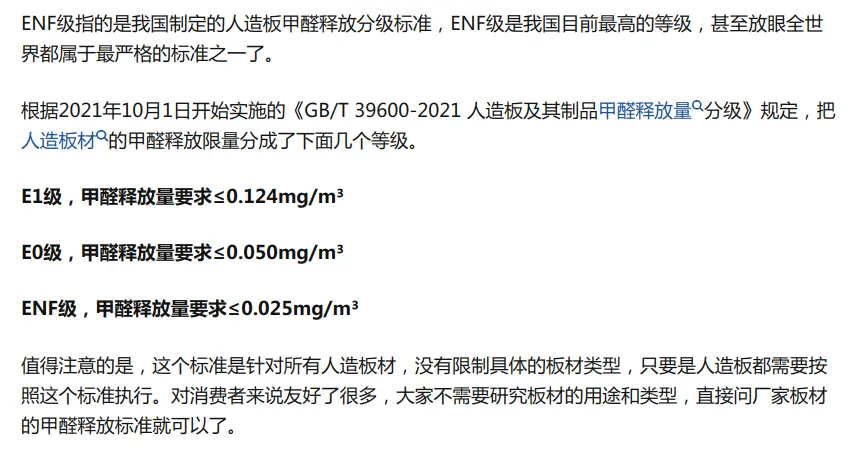 ENF级指的是我国制定的人造板甲醛释放分级标准，ENF级是我国目前最高的等级，甚至放眼全世
界都属于最严格的标准之一了。
根据2021年10月1日开始实施的《GB/T 39600-2021 人造板及其制品甲醛释放量分级》规定，把
人造板材的甲醛释放限量分成了下面几个等级。
E1级，甲醛释放量要求≤0.124mg/m³
E0级，甲醛释放量要求≤0.050mg/m³
ENF级，甲醛释放量要求≤0.025mg/m³
值得注意的是，这个标准是针对所有人造板材，没有限制具体的板材类型，只要是人造板都需要按
照这个标准执行。对消费者来说友好了很多，大家不需要研究板材的用途和类型，直接问厂家板材
的甲醛释放标准就可以了。